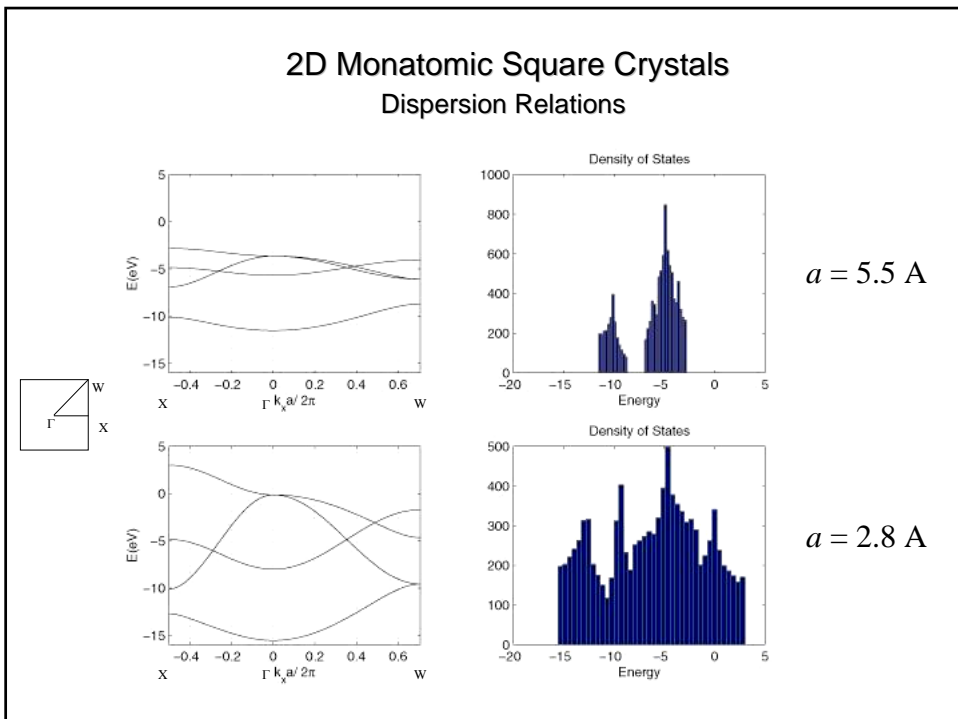 2D Monatomic Square Crystals
Dispersion Relations
5
0
−5
−10
−15
E(eV)
−0.4 −0.2 0 0.2 0.4 0.6
X Γ k_x a/ 2π W
Density of States
1000
800
600
400
200
0
−20 −15 −10 −5 0 5
Energy
a = 5.5 A
W
Γ
X
5
0
−5
−10
−15
E(eV)
−0.4 −0.2 0 0.2 0.4 0.6
X Γ k_x a/ 2π W
Density of States
500
400
300
200
100
0
−20 −15 −10 −5 0 5
Energy
a = 2.8 A